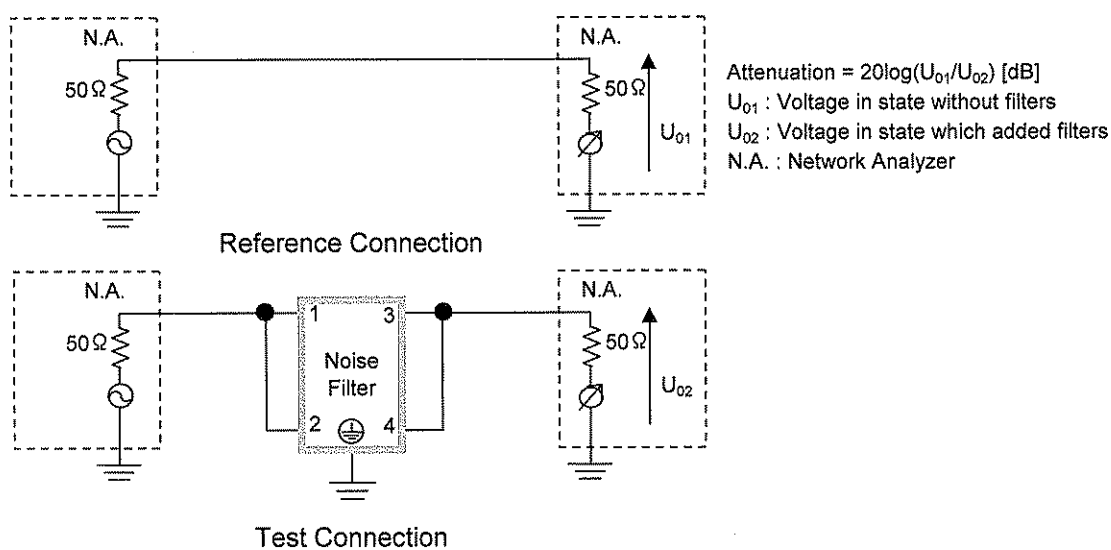 N.A.
50Ω
N.A.
50Ω
U01
Attenuation = 20log(U01/U02) [dB]
U01 : Voltage in state without filters
U02 : Voltage in state which added filters
N.A. : Network Analyzer
Reference Connection
N.A.
50Ω
1
3
Noise
Filter
2
4
N.A.
50Ω
U02
Test Connection